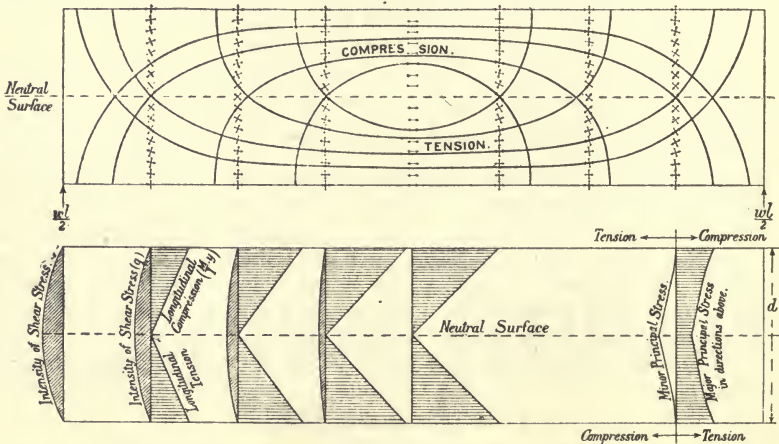 COMPRESSION.
Neutral
Surface
TENSION.
wl
2
wl
2
Tension
Compression
Intensity of Shear Stress
Intensity of Shear Stress (q)
Longitudinal
Compression
Longitudinal
Tension
Neutral Surface
Minor Principal Stress.
Major Principal Stress
in directions above.
d
Compression
Tension